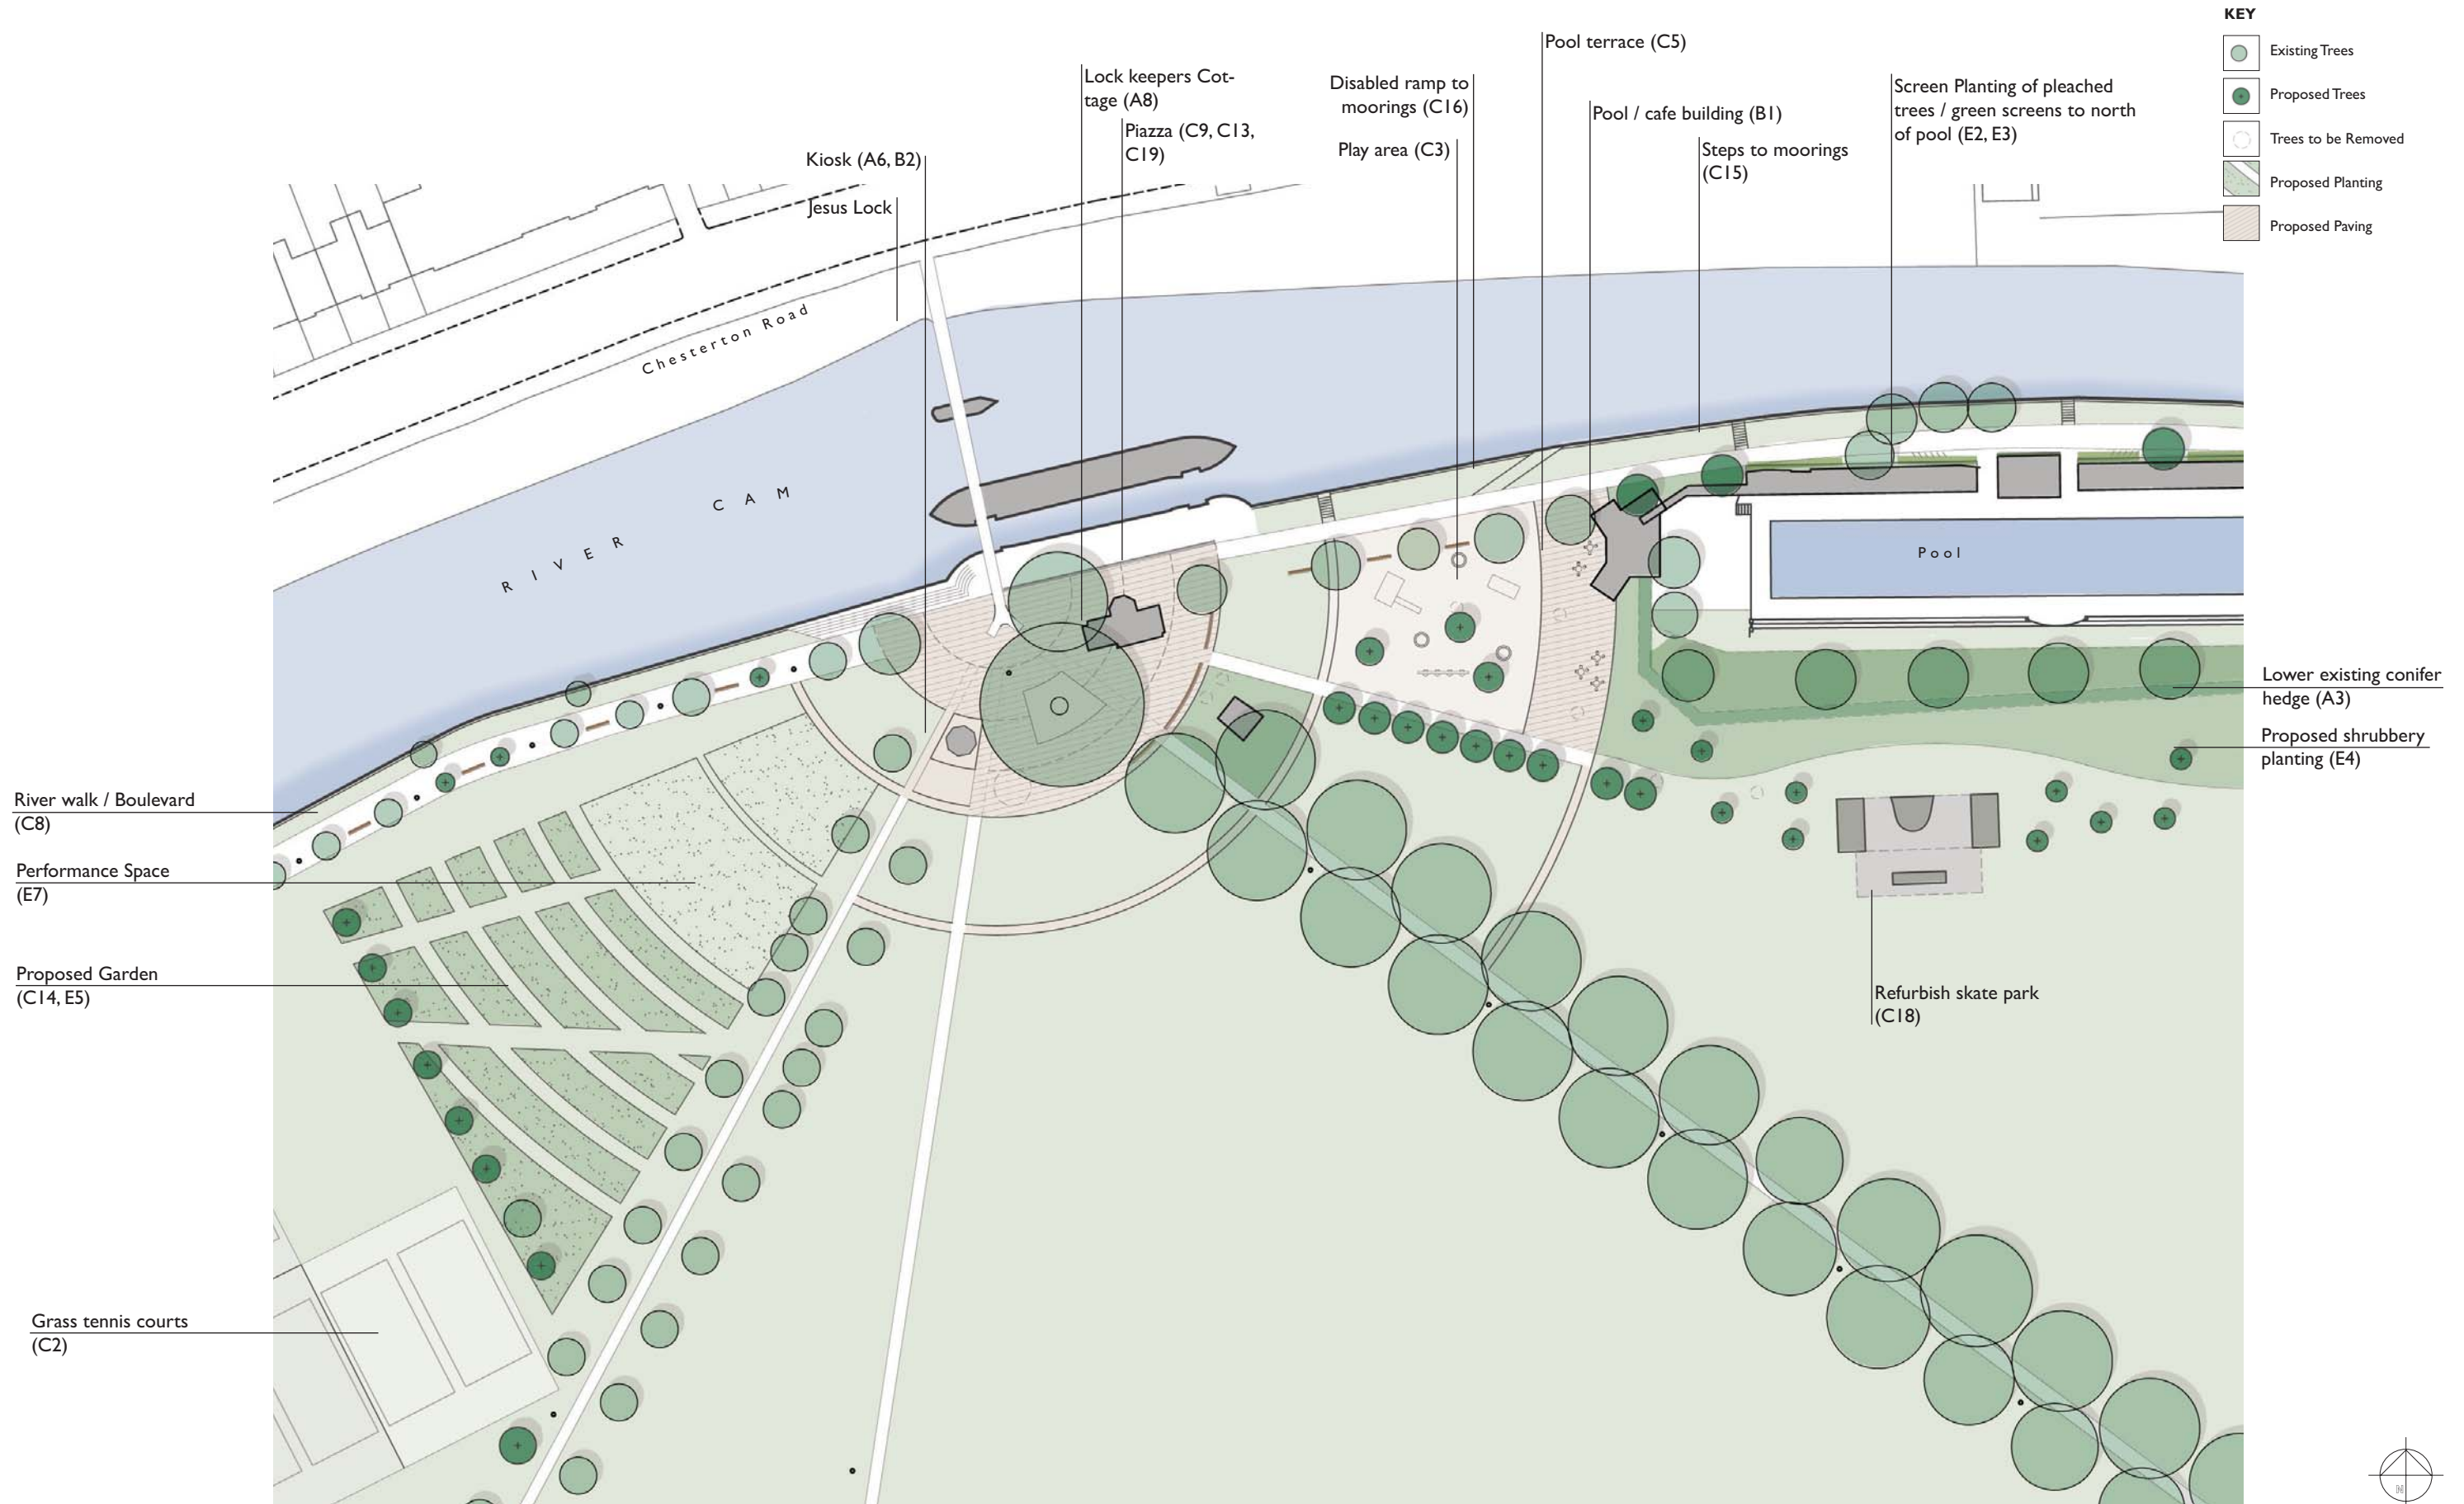 KEY
Existing Trees
Proposed Trees
Trees to be Removed
Proposed Planting
Proposed Paving
Pool terrace (C5)
Lock keepers Cot-
tage (A8)
Disabled ramp to
moorings (C16)
Screen Planting of pleached
trees / green screens to north
of pool (E2, E3)
Pool / cafe building (B1)
Piazza (C9, C13,
C19)
Play area (C3)
Steps to moorings
(C15)
Kiosk (A6, B2)
Jesus Lock
Chesterton Road
RIVER CAM
Pool
Lower existing conifer
hedge (A3)
Proposed shrubbery
planting (E4)
River walk / Boulevard
(C8)
Performance Space
(E7)
Proposed Garden
(C14, E5)
Refurbish skate park
(C18)
Grass tennis courts
(C2)
N